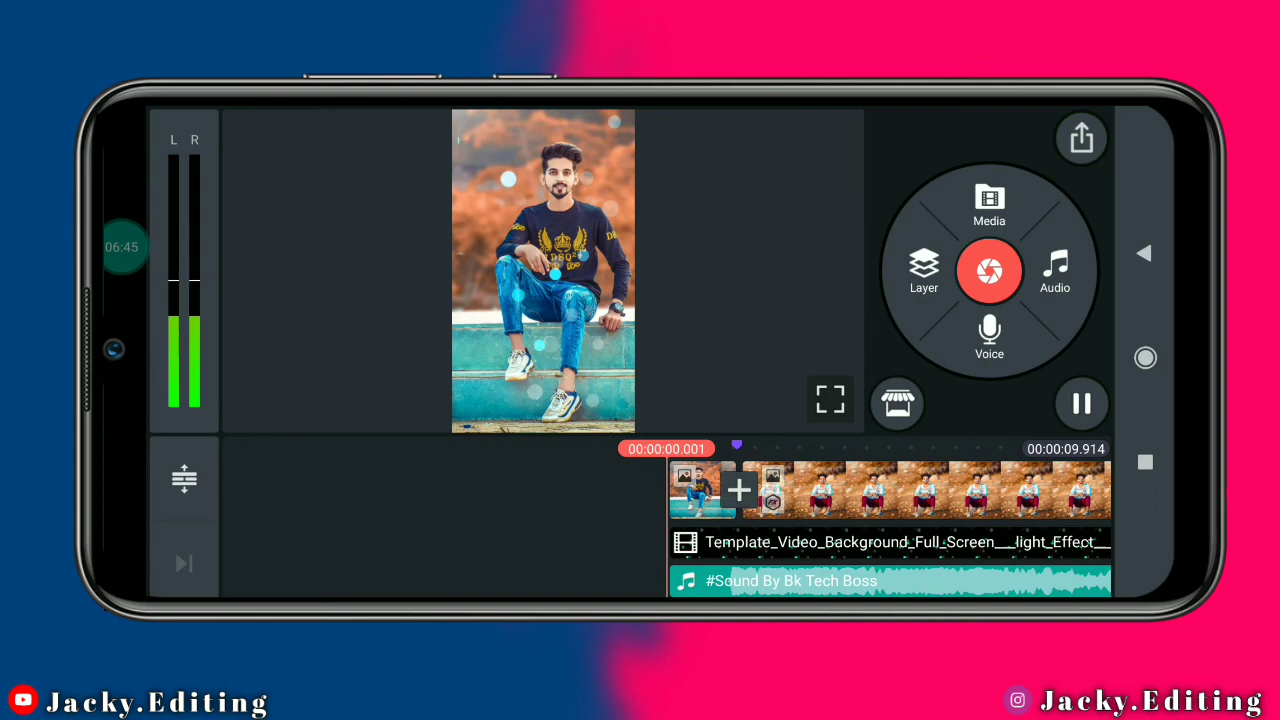 L R
06:45
Media
Layer
Audio
Voice
00:00:00.001
00:00:09.914
Template_Video_Background_Full_Screen__light_Effect__
#Sound By Bk Tech Boss
Jacky.Editing
Jacky.Editing